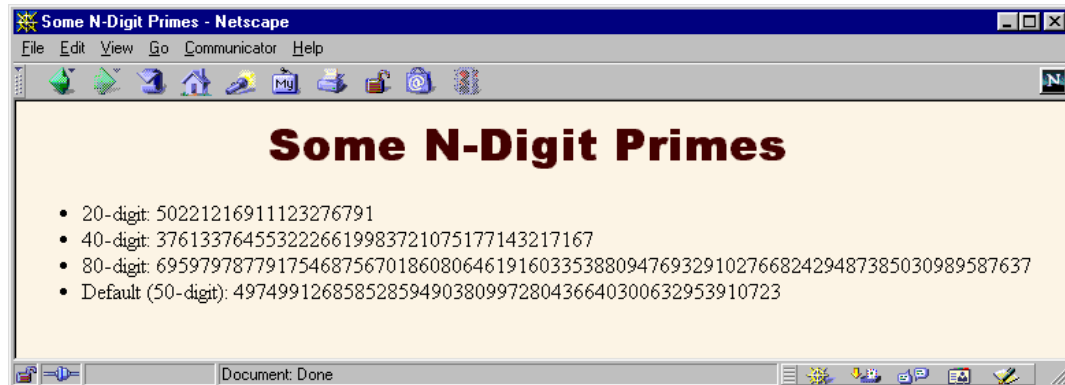 Some N-Digit Primes - Netscape
File Edit View Go Communicator Help
My
N
Some N-Digit Primes
• 20-digit: 50221216911123276791
• 40-digit: 3761337645532226619983721075177143217167
• 80-digit: 69597978779175468756701860806461916033538809476932910276682429487385030989587637
• Default (50-digit): 49749912685852859490380997280436640300632953910723
Document: Done